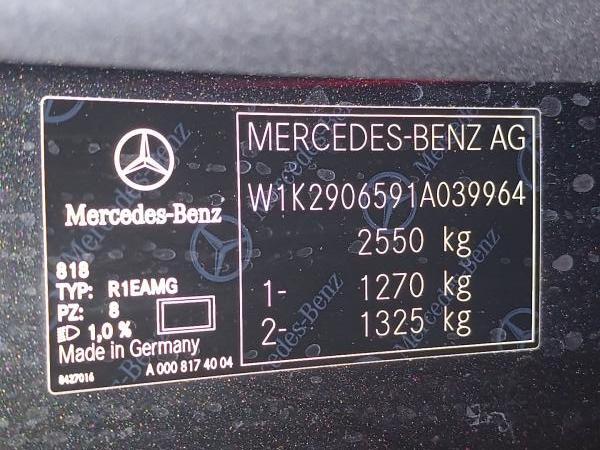 Mercedes-Benz
818
TYP: R1EAMG
PZ: 8
1,0 %
Made in Germany
8427016
A 000 817 40 04
MERCEDES-BENZ AG
W1K2906591A039964
2550 kg
1- 1270 kg
2- 1325 kg